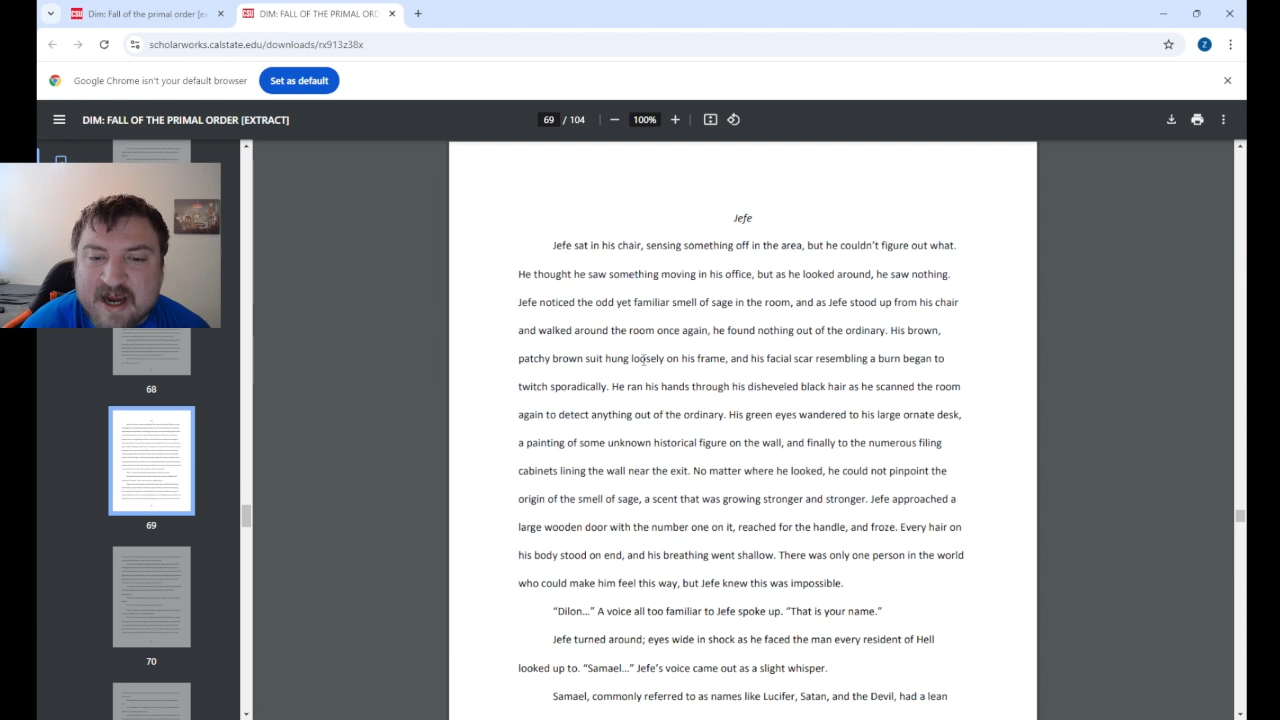 DIM: Fall of the primal order [ex
DIM: FALL OF THE PRIMAL ORD
scholarworks.calstate.edu/downloads/rx913z38x
Z
Google Chrome isn't your default browser
Set as default
DIM: FALL OF THE PRIMAL ORDER [EXTRACT]
69 / 104
100%
68
69
70
Jefe
Jefe sat in his chair, sensing something off in the area, but he couldn't figure out what.
He thought he saw something moving in his office, but as he looked around, he saw nothing.
Jefe noticed the odd yet familiar smell of sage in the room, and as Jefe stood up from his chair
and walked around the room once again, he found nothing out of the ordinary. His brown,
patchy brown suit hung loosely on his frame, and his facial scar resembling a burn began to
twitch sporadically. He ran his hands through his disheveled black hair as he scanned the room
again to detect anything out of the ordinary. His green eyes wandered to his large ornate desk,
a painting of some unknown historical figure on the wall, and finally to the numerous filing
cabinets lining the wall near the exit. No matter where he looked, he could not pinpoint the
origin of the smell of sage, a scent that was growing stronger and stronger. Jefe approached a
large wooden door with the number one on it, reached for the handle, and froze. Every hair on
his body stood on end, and his breathing went shallow. There was only one person in the world
who could make him feel this way, but Jefe knew this was impossible.
“Dilon…” A voice all too familiar to Jefe spoke up. “That is your name.”
Jefe turned around; eyes wide in shock as he faced the man every resident of Hell
looked up to. “Samael…” Jefe’s voice came out as a slight whisper.
Samael, commonly referred to as names like Lucifer, Satan, and the Devil, had a lean